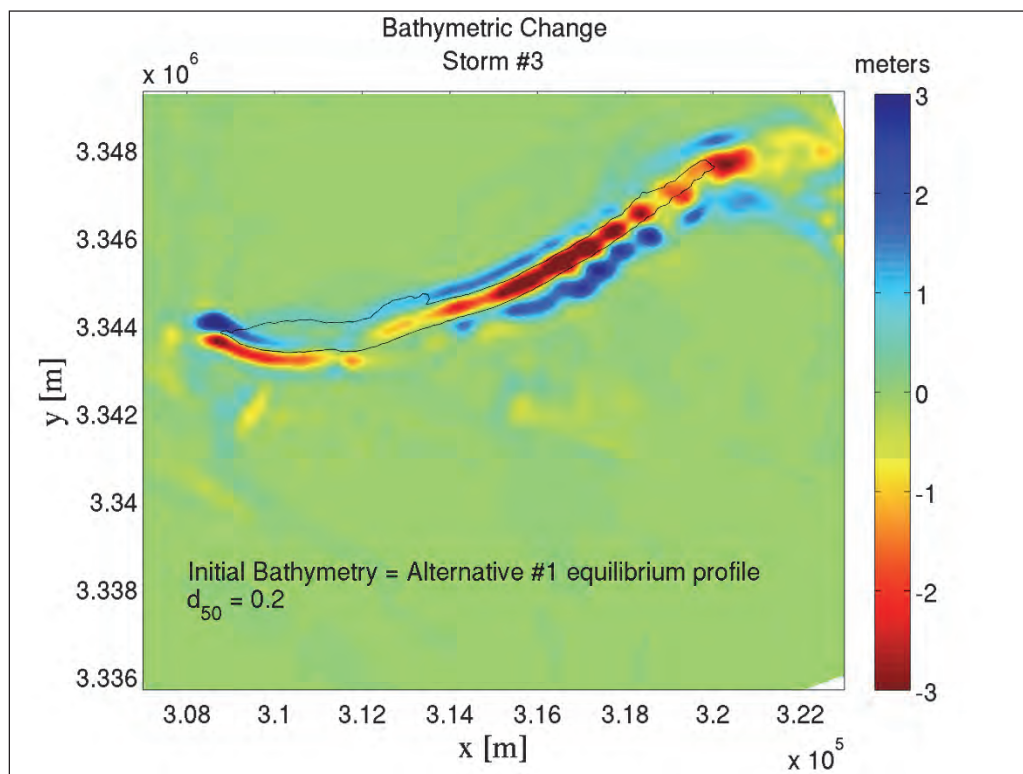 Bathymetric Change
Storm #3
x 10^6
meters
3
2
1
0
-1
-2
-3
3.348
3.346
3.344
3.342
3.34
3.338
3.336
y [m]
Initial Bathymetry = Alternative #1 equilibrium profile
d_50 = 0.2
3.08
3.1
3.12
3.14
3.16
3.18
3.2
3.22
x [m]
x 10^5